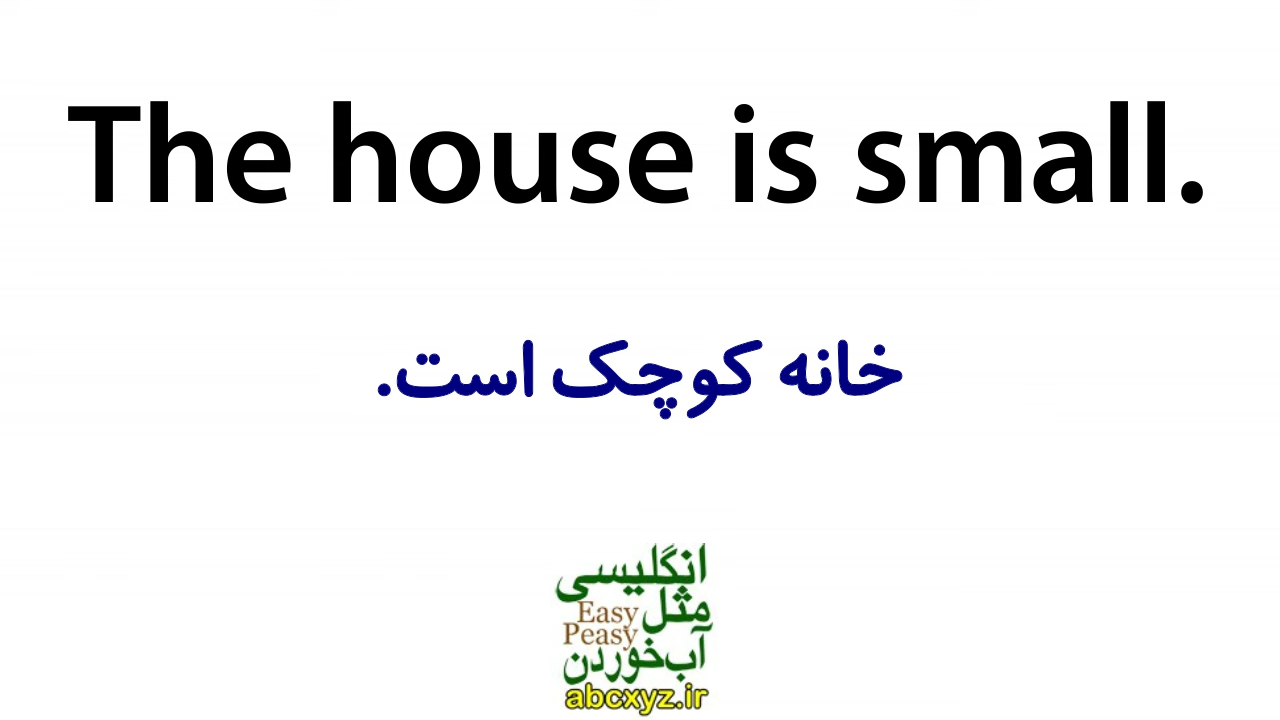 The house is small.
خانه کوچک است.
انگلیسی
مثل Easy
Peasy
آب‌خوردن
abcxyz.ir